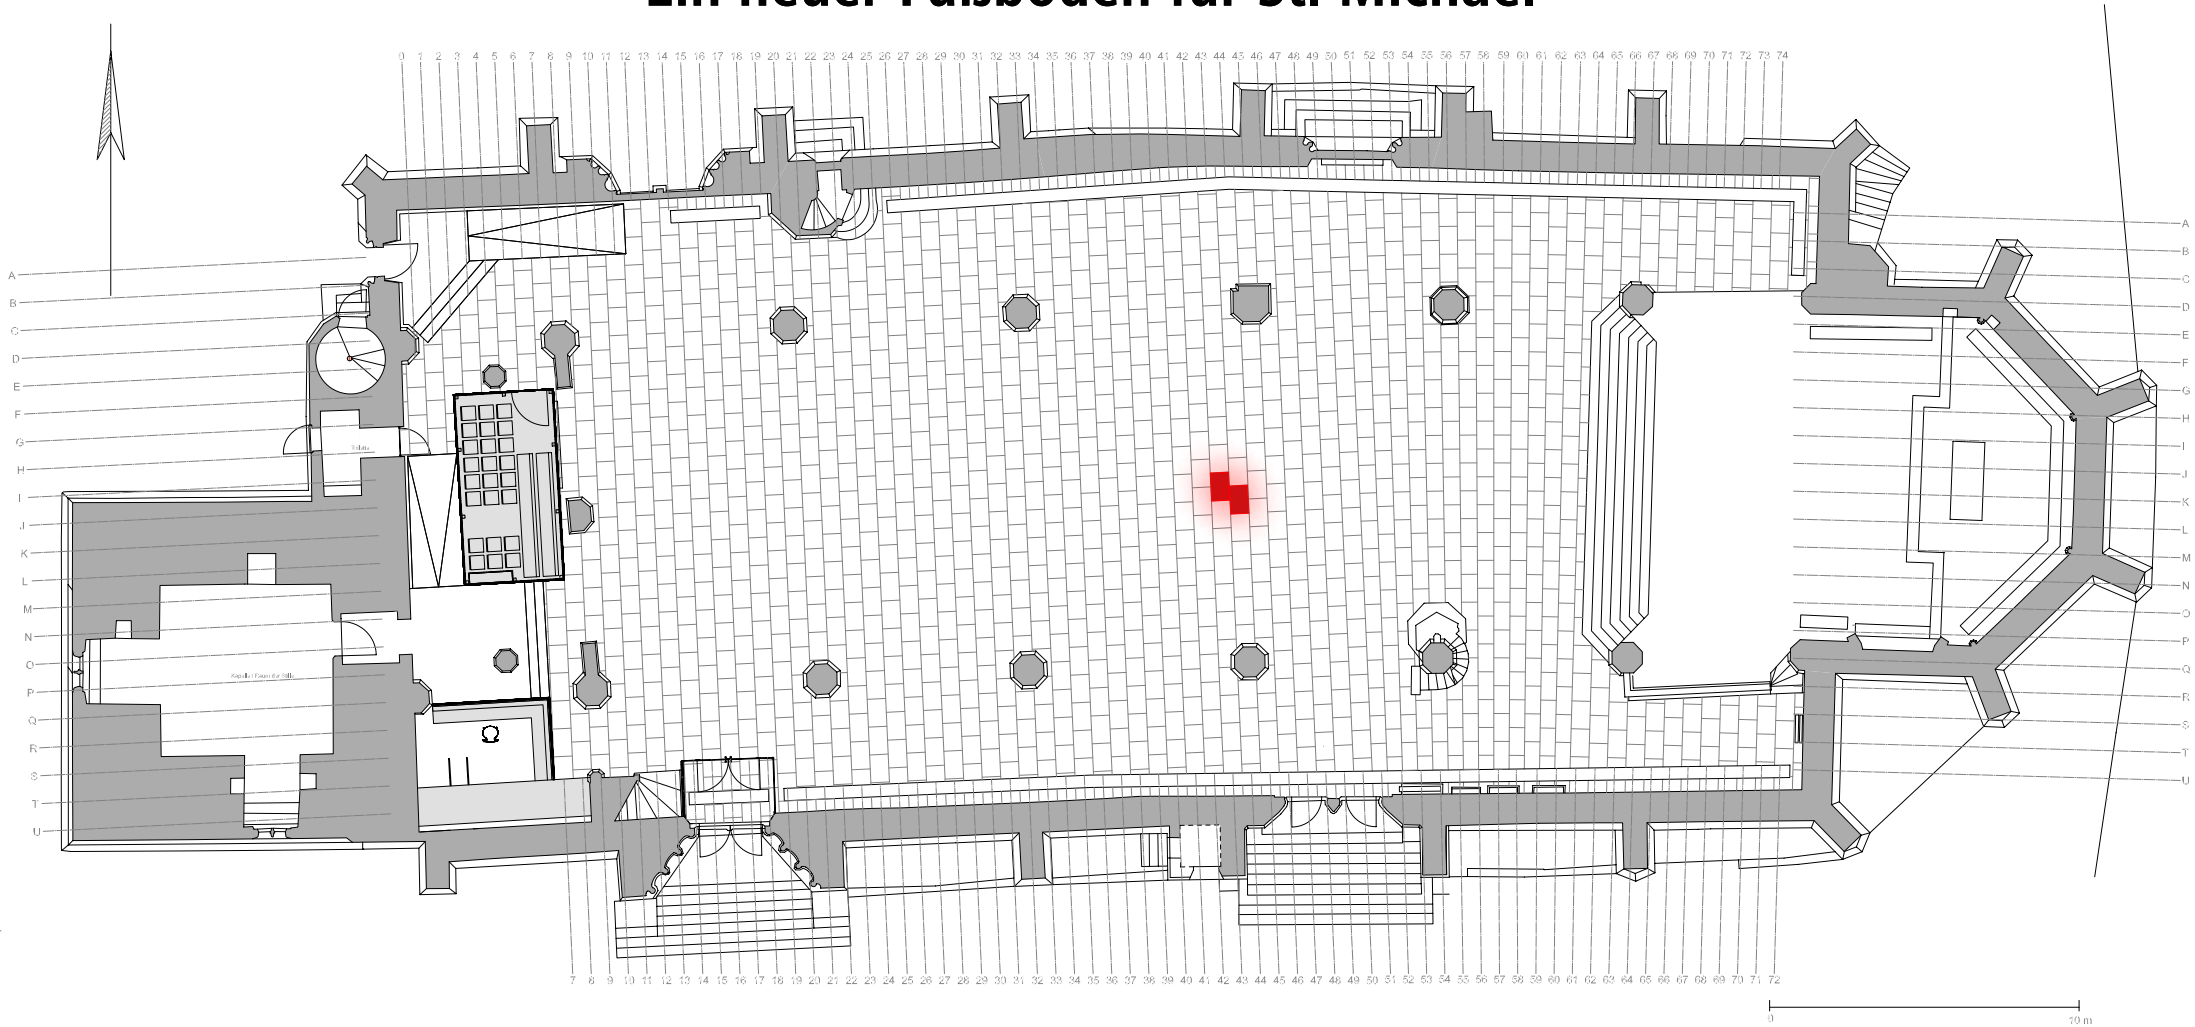 Ein neuer Fußboden für St. Michael
0 1 2 3 4 5 6 7 8 9 10 11 12 13 14 15 16 17 18 19 20 21 22 23 24 25 26 27 28 29 30 31 32 33 34 35 36 37 38 39 40 41 42 43 44 45 46 47 48 49 50 51 52 53 54 55 56 57 58 59 60 61 62 63 64 65 66 67 68 69 70 71 72 73 74
A
B
C
D
E
F
G
H
I
J
K
L
M
N
O
P
Q
R
S
T
U
Kapelle / Raum der Stille
A
B
C
D
E
F
G
H
I
J
K
L
M
N
O
P
Q
R
S
T
U
7 8 9 10 11 12 13 14 15 16 17 18 19 20 21 22 23 24 25 26 27 28 29 30 31 32 33 34 35 36 37 38 39 40 41 42 43 44 45 46 47 48 49 50 51 52 53 54 55 56 57 58 59 60 61 62 63 64 65 66 67 68 69 70 71 72
0 10 m